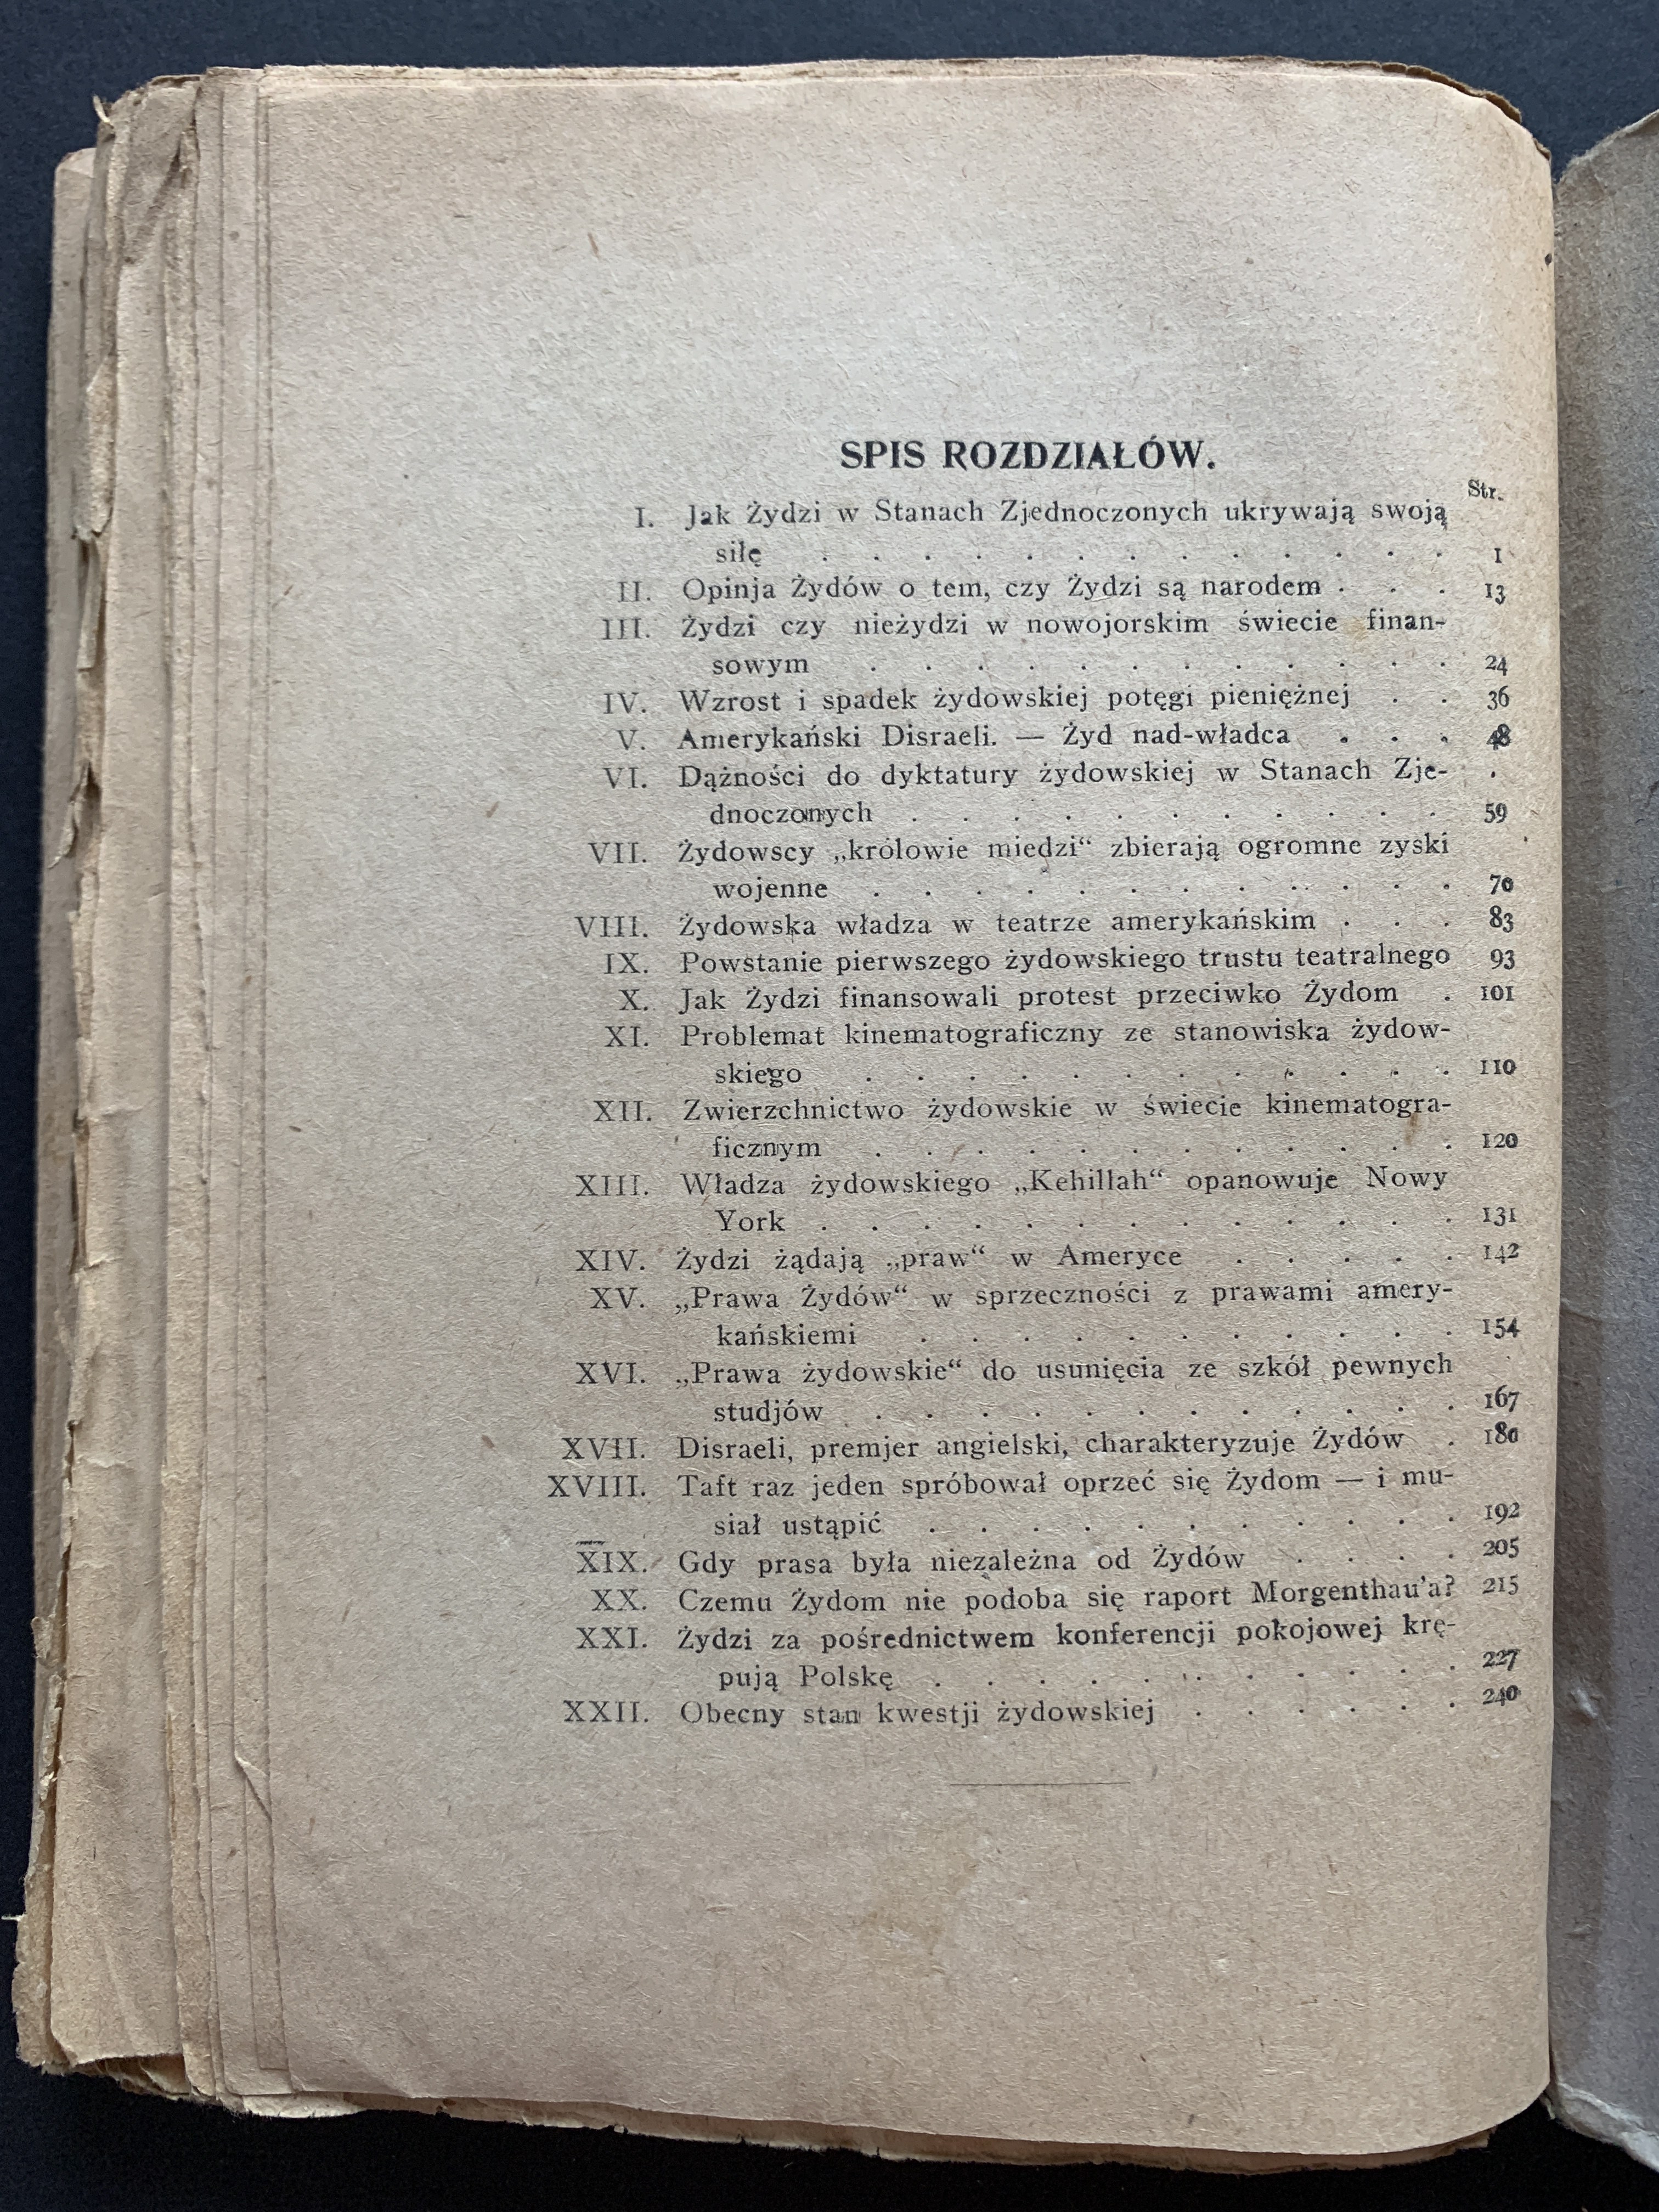 SPIS ROZDZIAŁÓW.
Str.
I. Jak Żydzi w Stanach Zjednoczonych ukrywają swoją
siłę . . . . . . . . . . . . . 1
II. Opinja Żydów o tem, czy Żydzi są narodem . . . 13
III. Żydzi czy nieżydzi w nowojorskim świecie finan-
sowym . . . . . . . . . . . . 24
IV. Wzrost i spadek żydowskiej potęgi pieniężnej . . 36
V. Amerykański Disraeli. — Żyd nad-władca . . . 48
VI. Dążności do dyktatury żydowskiej w Stanach Zje-
dnoczonych . . . . . . . . . . . 59
VII. Żydowscy „królowie miedzi“ zbierają ogromne zyski
wojenne . . . . . . . . . . . . 70
VIII. Żydowska władza w teatrze amerykańskim . . . 83
IX. Powstanie pierwszego żydowskiego trustu teatralnego 93
X. Jak Żydzi finansowali protest przeciwko Żydom . 101
XI. Problemat kinematograficzny ze stanowiska żydow-
skiego . . . . . . . . . . . . 110
XII. Zwierzchnictwo żydowskie w świecie kinematogra-
ficznym . . . . . . . . . . . . 120
XIII. Władza żydowskiego „Kehillah“ opanowuje Nowy
York . . . . . . . . . . . . . 131
XIV. Żydzi żądają „praw“ w Ameryce . . . . . 142
XV. „Prawa Żydów“ w sprzeczności z prawami amery-
kańskiemi . . . . . . . . . . . 154
XVI. „Prawa żydowskie“ do usunięcia ze szkół pewnych
studjów . . . . . . . . . . . . 167
XVII. Disraeli, premjer angielski, charakteryzuje Żydów . 180
XVIII. Taft raz jeden spróbował oprzeć się Żydom — i mu-
siał ustąpić . . . . . . . . . . . 192
XIX. Gdy prasa była niezależna od Żydów . . . . 205
XX. Czemu Żydom nie podoba się raport Morgenthau’a? 215
XXI. Żydzi za pośrednictwem konferencji pokojowej krę-
pują Polskę . . . . . . . . . . . 227
XXII. Obecny stan kwestji żydowskiej . . . . . . 240